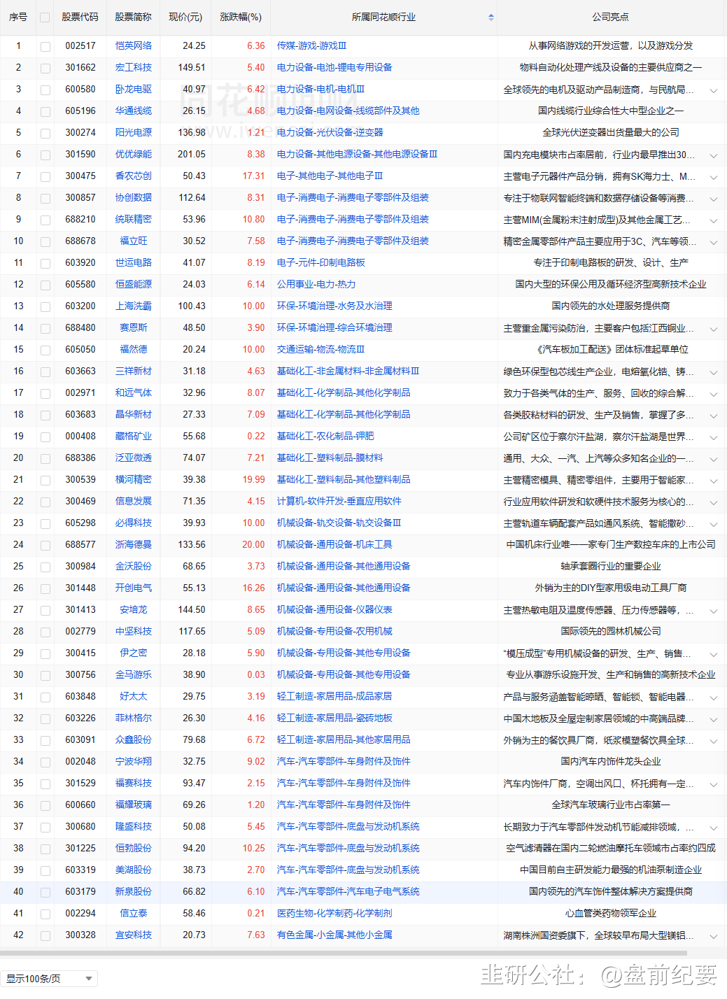 序号 股票代码 股票简称 现价(元) 涨跌幅(%) 所属同花顺行业 公司亮点
1 002517 恺英网络 24.25 6.36 传媒-游戏-游戏Ⅲ 从事网络游戏的开发运营，以及游戏分发
2 301662 宏工科技 149.51 5.40 电力设备-电池-锂电专用设备 物料自动化处理产线及设备的主要供应商之一
3 600580 卧龙电驱 40.97 6.42 电力设备-电机-电机Ⅲ 全球领先的电机及驱动产品制造商，与民航局...
4 605196 华通线缆 26.15 4.68 电力设备-电网设备-线缆部件及其他 国内线缆行业综合性大中型企业之一
5 300274 阳光电源 136.98 1.21 电力设备-光伏设备-逆变器 全球光伏逆变器出货量最大的公司
6 301590 优优绿能 201.05 8.38 电力设备-其他电源设备-其他电源设备Ⅲ 国内充电模块市占率居前，行业内最早推出30...
7 300475 香农芯创 50.43 17.31 电子-其他电子-其他电子Ⅲ 主营电子元器件产品分销，拥有SK海力士、M...
8 300857 协创数据 112.64 8.31 电子-消费电子-消费电子零部件及组装 专注于物联网智能终端和数据存储设备等消费...
9 688210 统联精密 53.96 10.80 电子-消费电子-消费电子零部件及组装 主营MIM(金属粉末注射成型)及其他金属工艺...
10 688678 福立旺 30.52 7.58 电子-消费电子-消费电子零部件及组装 精密金属零部件产品主要应用于3C、汽车等领...
11 603920 世运电路 41.07 8.19 电子-元件-印制电路板 专注于印制电路板的研发、设计、生产
12 605580 恒盛能源 24.03 6.14 公用事业-电力-热力 国内大型的环保公用及循环经济型高新技术企业
13 603200 上海洗霸 100.43 10.00 环保-环境治理-水务及水治理 国内领先的水处理服务提供商
14 688480 赛恩斯 48.50 3.90 环保-环境治理-综合环境治理 主营重金属污染防治，主要客户包括江西铜业...
15 605050 福然德 20.24 10.00 交通运输-物流-物流Ⅲ 《汽车板加工配送》团体标准起草单位
16 603663 三祥新材 31.18 4.63 基础化工-非金属材料-非金属材料Ⅲ 绿色环保型包芯线生产企业，电熔氧化锆、铸...
17 002971 和远气体 32.96 8.07 基础化工-化学制品-其他化学制品 致力于各类气体的生产、服务、回收的综合解...
18 603683 晶华新材 27.33 7.09 基础化工-化学制品-其他化学制品 各类胶粘材料的研发、生产及销售，掌握了多...
19 000408 藏格矿业 55.68 0.22 基础化工-农化制品-钾肥 公司矿区位于察尔汗盐湖，察尔汗盐湖是世界...
20 688386 泛亚微透 74.07 7.21 基础化工-塑料制品-膜材料 通用、大众、一汽、上汽等众多知名企业的一...
21 300539 横河精密 39.38 19.99 基础化工-塑料制品-其他塑料制品 主营精密模具、精密零组件，主要用于智能家...
22 300469 信息发展 71.35 4.15 计算机-软件开发-垂直应用软件 行业应用软件研发和软硬件技术服务为核心的...
23 605298 必得科技 39.93 10.00 机械设备-轨交设备-轨交设备Ⅲ 主营轨道车辆配套产品如通风系统、智能撒砂...
24 688577 浙海德曼 133.56 20.00 机械设备-通用设备-机床工具 中国机床行业唯一一家专门生产数控车床的上市公司
25 300984 金沃股份 68.65 3.73 机械设备-通用设备-其他通用设备 轴承套圈行业的重要企业
26 301448 开创电气 55.13 16.26 机械设备-通用设备-其他通用设备 外销为主的DIY型家用级电动工具厂商
27 301413 安培龙 144.50 8.65 机械设备-通用设备-仪器仪表 主营热敏电阻及温度传感器、压力传感器等，...
28 002779 中坚科技 117.65 5.09 机械设备-专用设备-农用机械 国际领先的园林机械公司
29 300415 伊之密 28.18 5.90 机械设备-专用设备-其他专用设备 “模压成型”专用机械设备的研发、生产、销售...
30 300756 金马游乐 38.90 0.03 机械设备-专用设备-其他专用设备 专业从事游乐设施开发、生产和销售的高新技术企业
31 603848 好太太 29.75 3.19 轻工制造-家居用品-成品家居 产品与服务涵盖智能晾晒、智能锁、智能电器...
32 603226 菲林格尔 26.30 4.16 轻工制造-家居用品-瓷砖地板 中国木地板及全屋定制家居领域的中高端品牌...
33 603091 众鑫股份 79.68 6.72 轻工制造-家居用品-其他家居用品 外销为主的餐饮具厂商，纸浆模塑餐饮具全球...
34 002048 宁波华翔 32.75 9.02 汽车-汽车零部件-车身附件及饰件 国内汽车内饰件龙头企业
35 301529 福赛科技 93.47 2.15 汽车-汽车零部件-车身附件及饰件 汽车内饰件厂商，空调出风口、杯托拥有一定...
36 600660 福耀玻璃 69.26 1.20 汽车-汽车零部件-车身附件及饰件 全球汽车玻璃行业市占率第一
37 300680 隆盛科技 50.08 5.45 汽车-汽车零部件-底盘与发动机系统 长期致力于汽车零部件发动机节能减排领域，...
38 301225 恒勃股份 94.20 10.25 汽车-汽车零部件-底盘与发动机系统 空气滤清器在国内二轮燃油摩托车领域市占率约四成
39 603319 美湖股份 38.73 2.70 汽车-汽车零部件-底盘与发动机系统 中国目前自主研发能力最强的机油泵制造企业
40 603179 新泉股份 66.82 6.10 汽车-汽车零部件-汽车电子电气系统 国内领先的汽车饰件整体解决方案提供商
41 002294 信立泰 58.46 0.21 医药生物-化学制药-化学制剂 心血管类药物领军企业
42 300328 宜安科技 20.73 7.63 有色金属-小金属-其他小金属 湖南株洲国资委旗下，全球较早布局大型镁铝...
显示100条/页
韭研公社：@盘前纪要